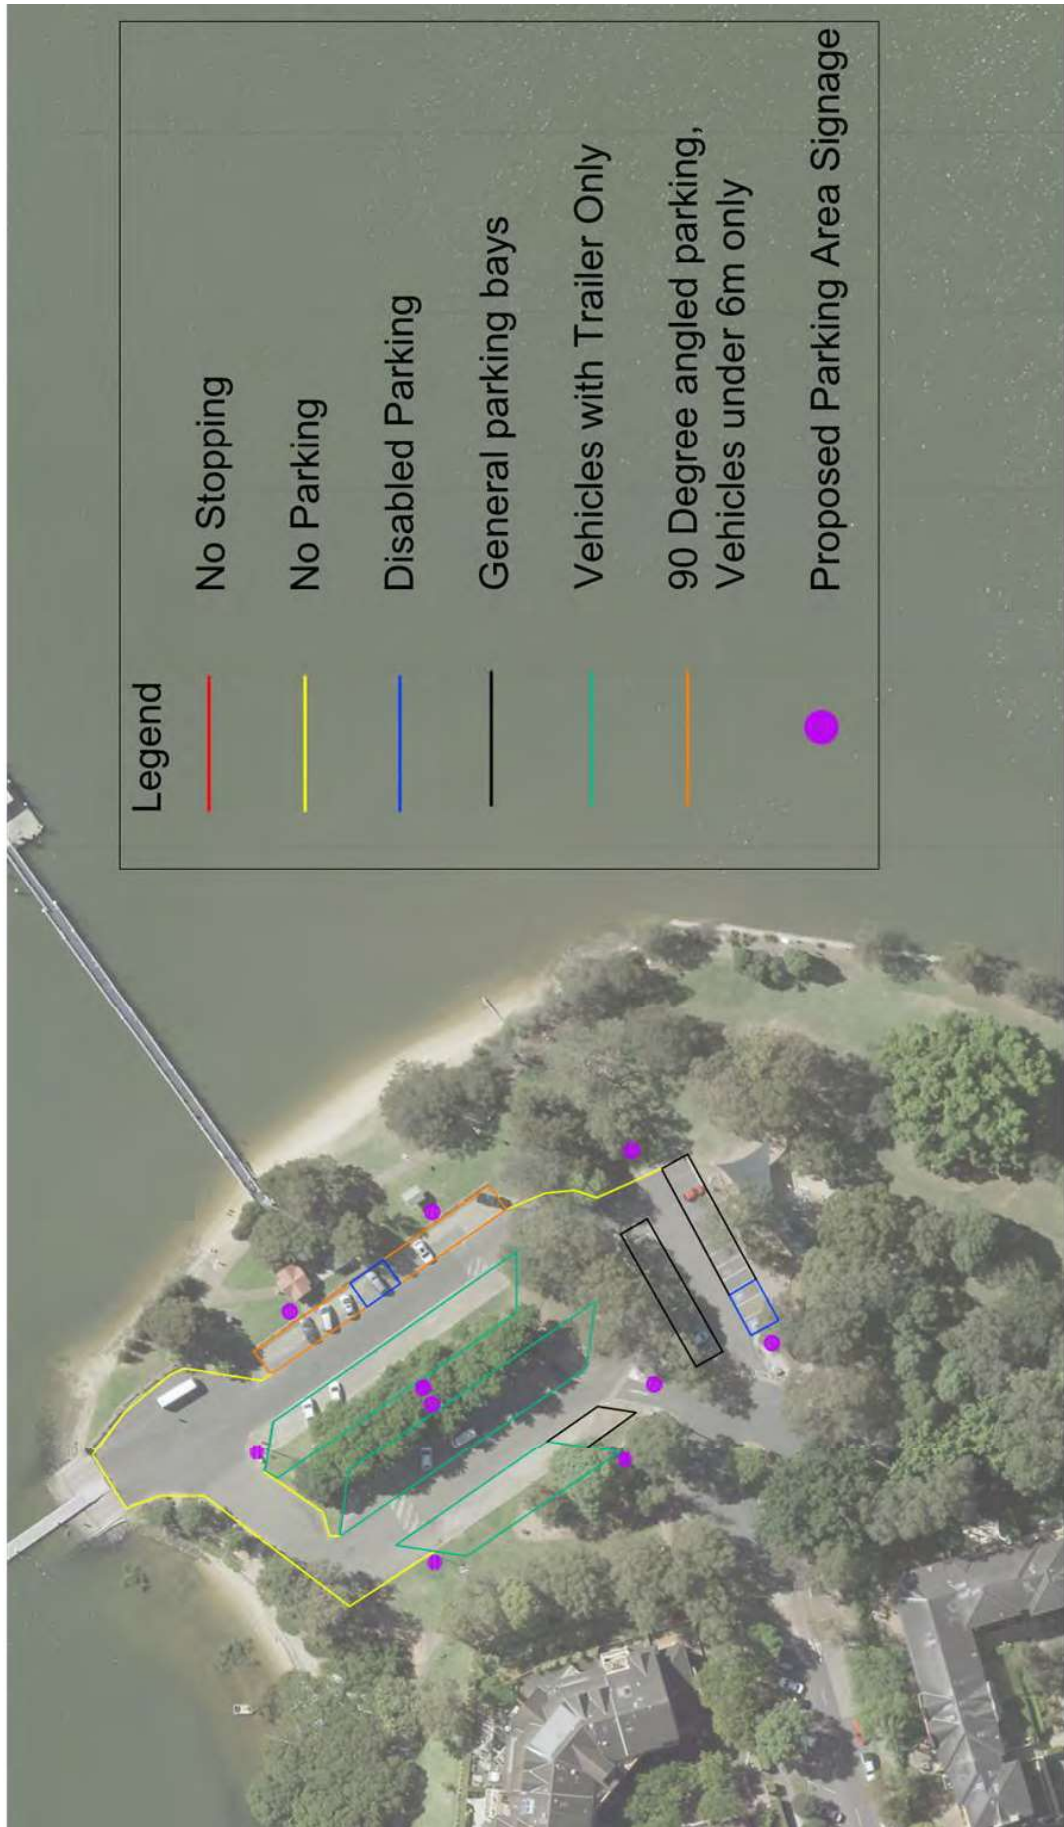 Legend
No Stopping
No Parking
Disabled Parking
General parking bays
Vehicles with Trailer Only
90 Degree angled parking,
Vehicles under 6m only
Proposed Parking Area Signage